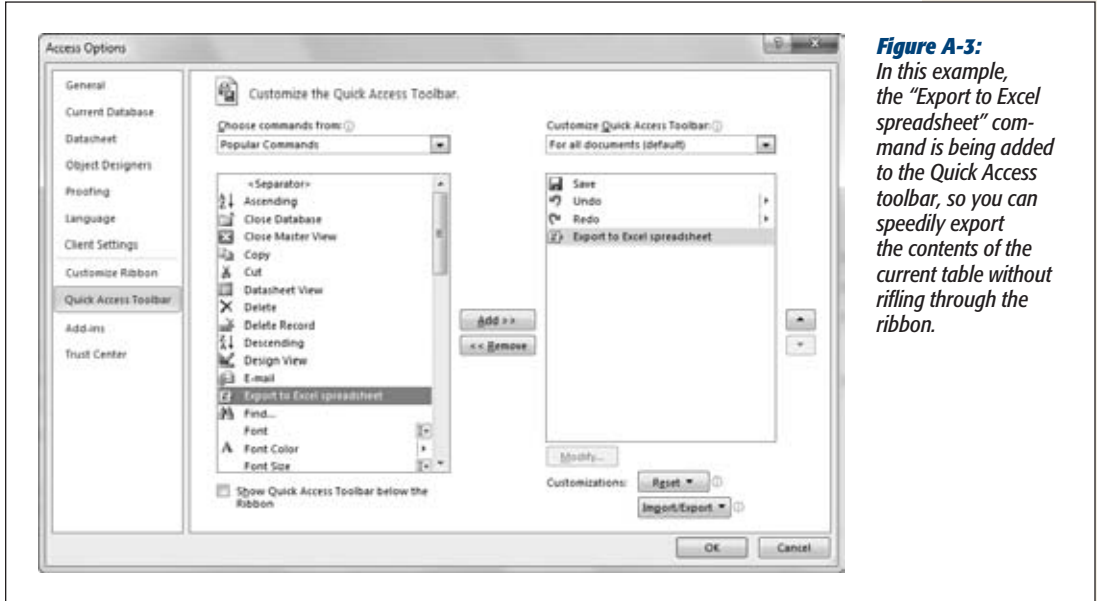 Access Options
General
Current Database
Datasheet
Object Designers
Proofing
Language
Client Settings
Customize Ribbon
Quick Access Toolbar
Add-ins
Trust Center
Customize the Quick Access Toolbar.
Choose commands from:
Popular Commands
<Separator>
Ascending
Close Database
Close Master View
Copy
Cut
Datasheet View
Delete
Delete Record
Descending
Design View
E-mail
Export to Excel spreadsheet
Find...
Font
Font Color
Font Size
Show Quick Access Toolbar below the
Ribbon
Add >>
<< Remove
Customize Quick Access Toolbar:
For all documents (default)
Save
Undo
Redo
Export to Excel spreadsheet
Modify...
Customizations:
Reset
Import/Export
OK
Cancel
Figure A-3:
In this example,
the “Export to Excel
spreadsheet” com-
mand is being added
to the Quick Access
toolbar, so you can
speedily export
the contents of the
current table without
rifling through the
ribbon.